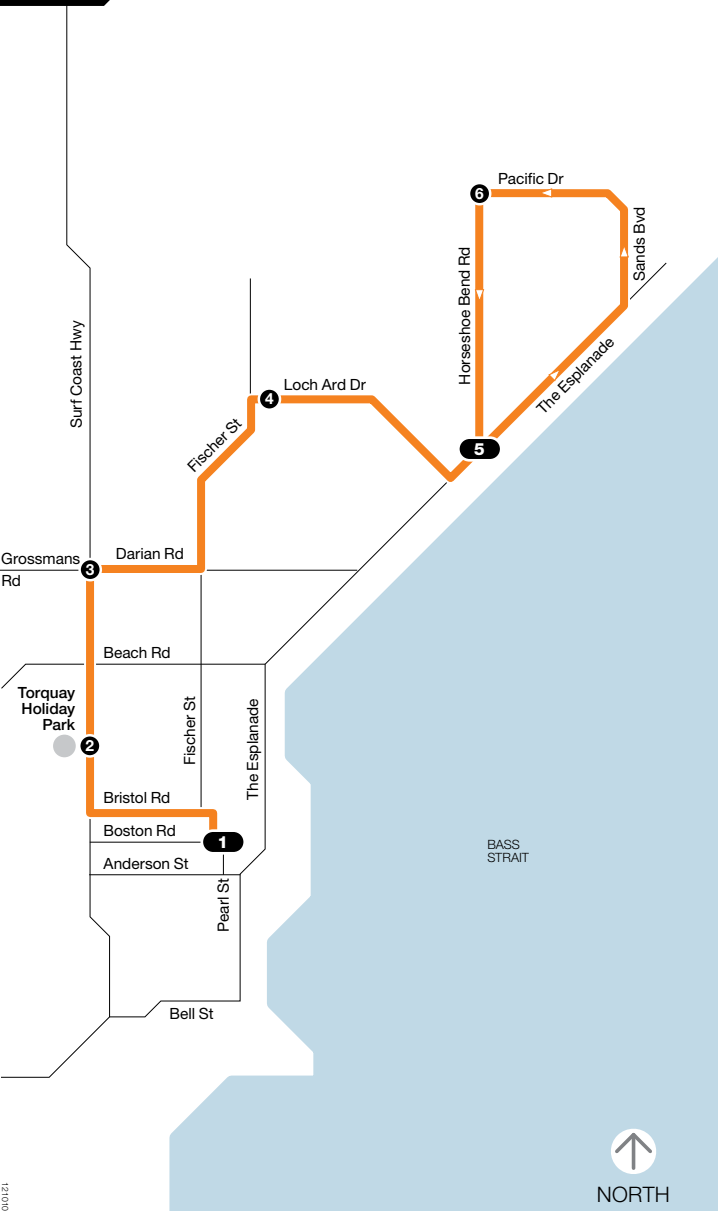 Pacific Dr
6
Sands Bvd
Horseshoe Bend Rd
The Esplanade
Surf Coast Hwy
Loch Ard Dr
4
Fischer St
5
Grossmans
Rd
Darian Rd
3
Beach Rd
Torquay
Holiday
Park
2
Fischer St
The Esplanade
Bristol Rd
Boston Rd
1
Anderson St
Pearl St
BASS
STRAIT
Bell St
NORTH
121010